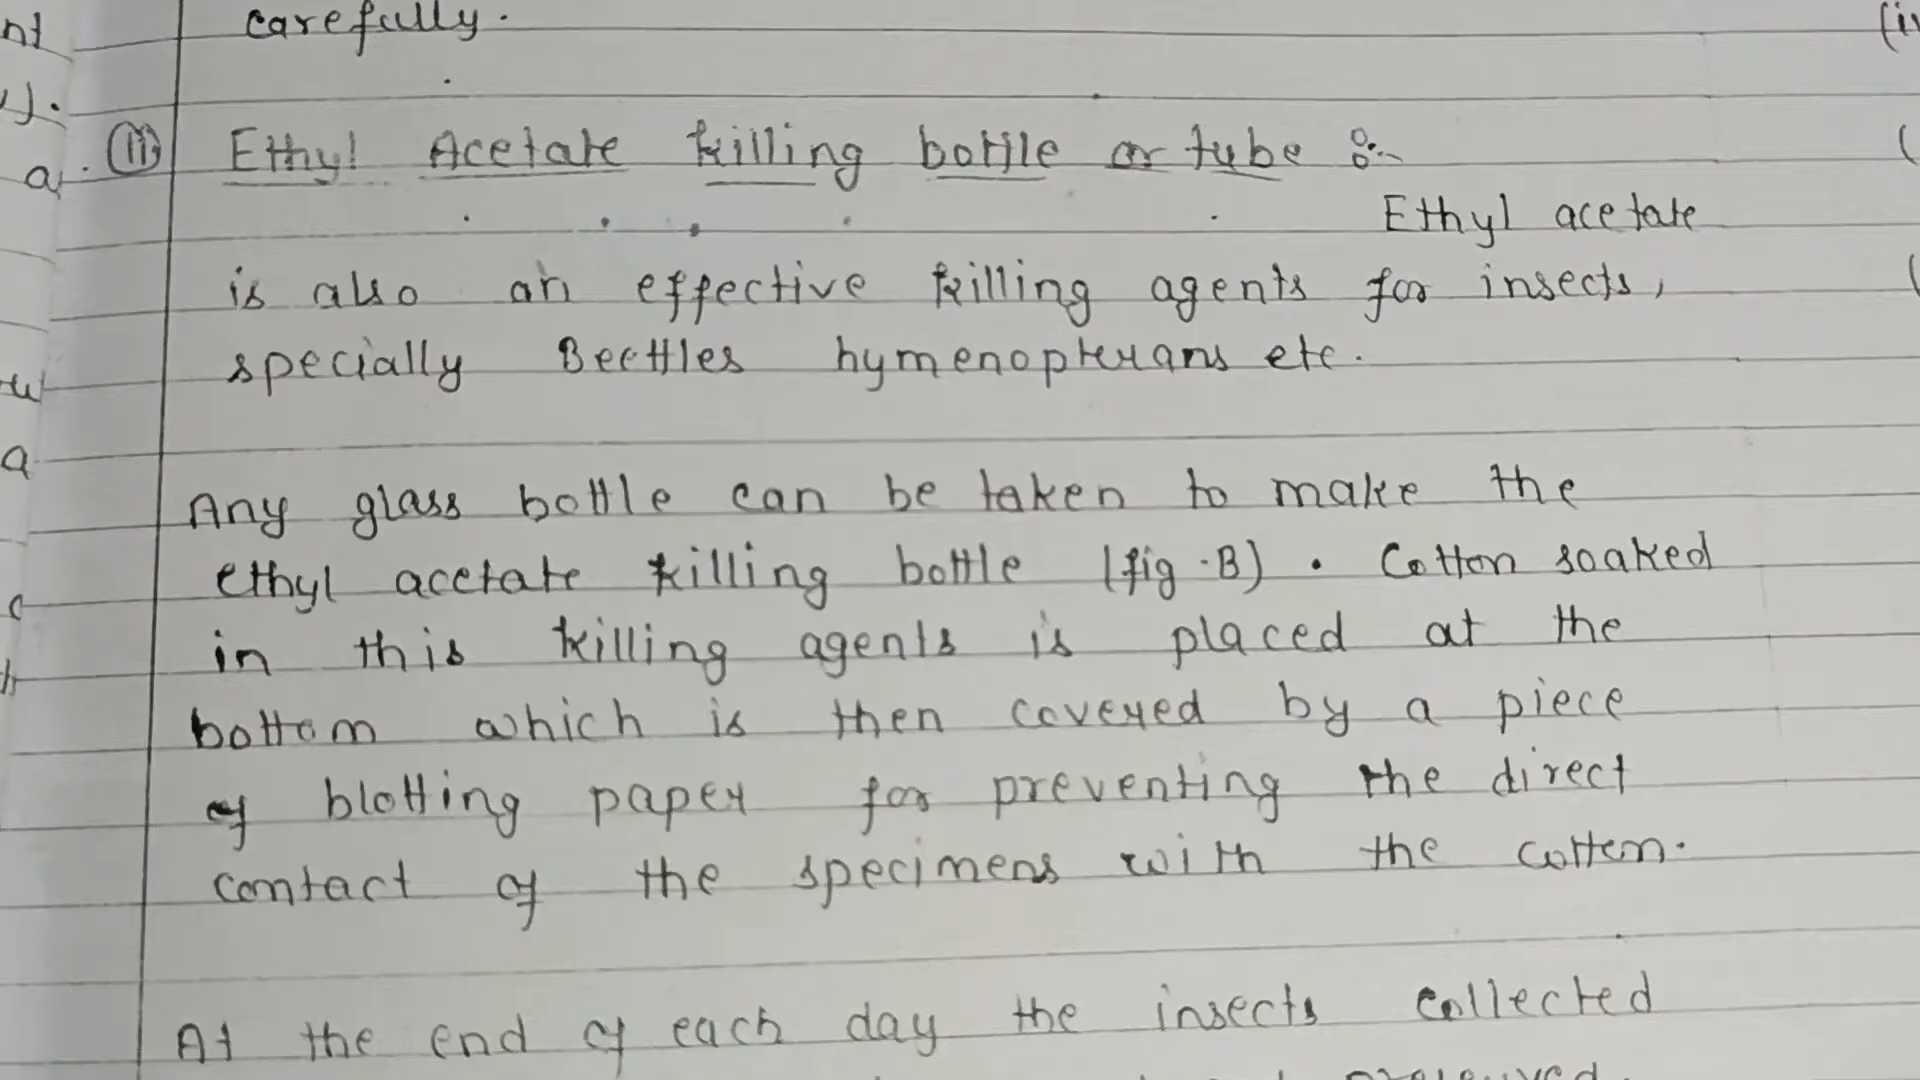 carefully.
(ii) Ethyl Acetate killing bottle or tube :-
Ethyl acetate
is also an effective killing agents for insects,
specially Beettles hymenopterans etc.
Any glass bottle can be taken to make the
ethyl acetate killing bottle (fig.B). Cotton soaked
in this killing agents is placed at the
bottom which is then covered by a piece
of blotting paper for preventing the direct
contact of the specimens with the cotton.
At the end of each day the insects collected